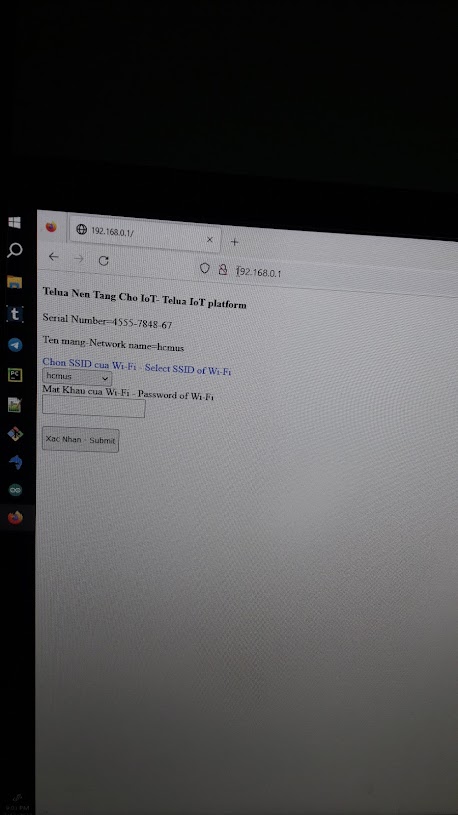 192.168.0.1/
192.168.0.1
Telua Nen Tang Cho IoT- Telua IoT platform
Serial Number=4555-7848-67
Ten mang-Network name=hcmus
Chon SSID cua Wi-Fi - Select SSID of Wi-Fi
hcmus
Mat Khau cua Wi-Fi - Password of Wi-Fi
Xac Nhan - Submit
t
PC